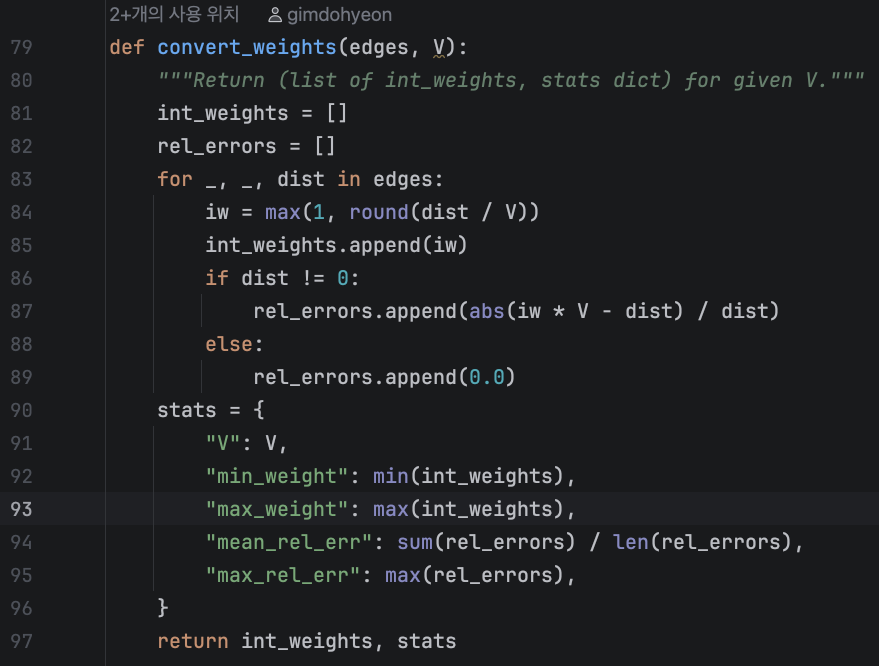 2+개의 사용 위치 gimdohyeon
79 def convert_weights(edges, V):
80     """Return (list of int_weights, stats dict) for given V."""
81     int_weights = []
82     rel_errors = []
83     for _, _, dist in edges:
84         iw = max(1, round(dist / V))
85         int_weights.append(iw)
86         if dist != 0:
87             rel_errors.append(abs(iw * V - dist) / dist)
88         else:
89             rel_errors.append(0.0)
90     stats = {
91         "V": V,
92         "min_weight": min(int_weights),
93         "max_weight": max(int_weights),
94         "mean_rel_err": sum(rel_errors) / len(rel_errors),
95         "max_rel_err": max(rel_errors),
96     }
97     return int_weights, stats